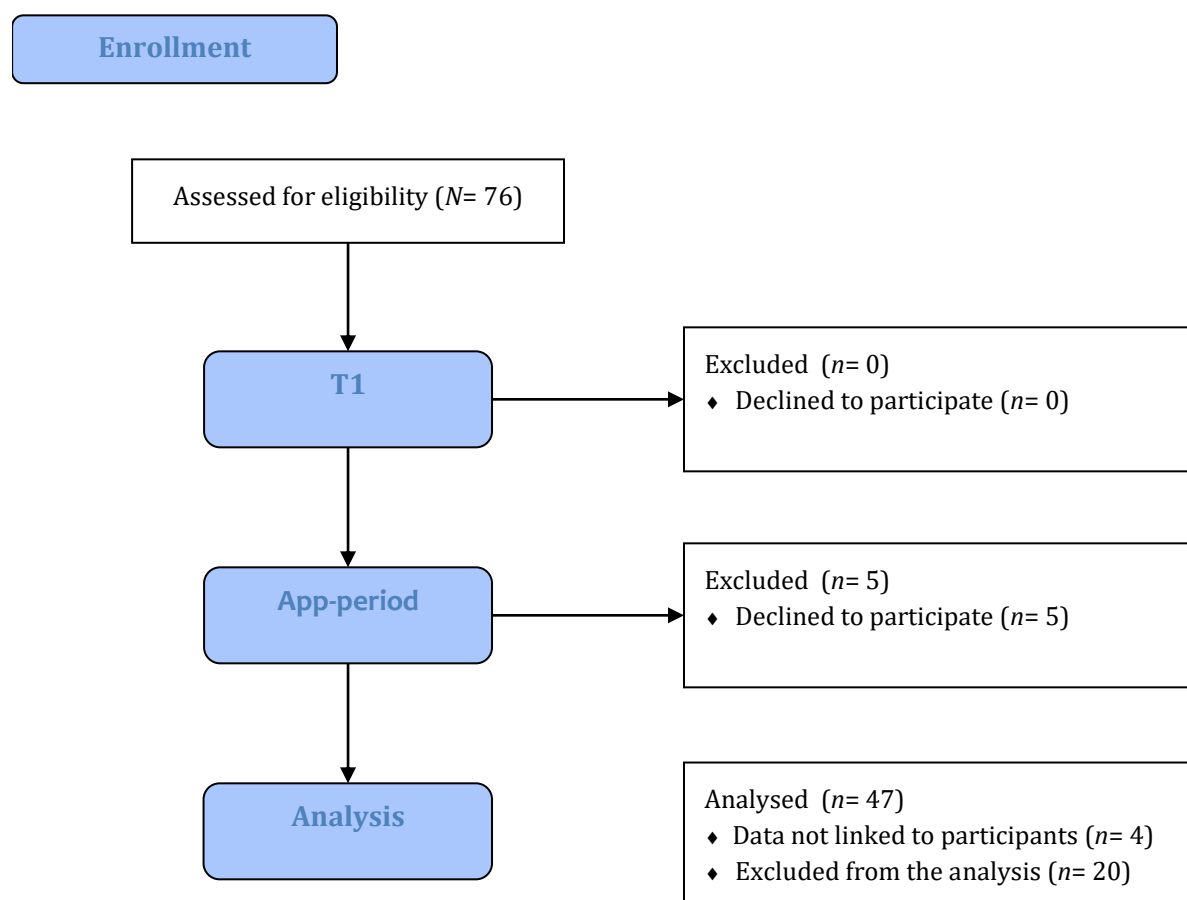 Enrollment
Assessed for eligibility (N= 76)
T1
Excluded (n= 0)
♦ Declined to participate (n= 0)
App-period
Excluded (n= 5)
♦ Declined to participate (n= 5)
Analysis
Analysed (n= 47)
♦ Data not linked to participants (n= 4)
♦ Excluded from the analysis (n= 20)